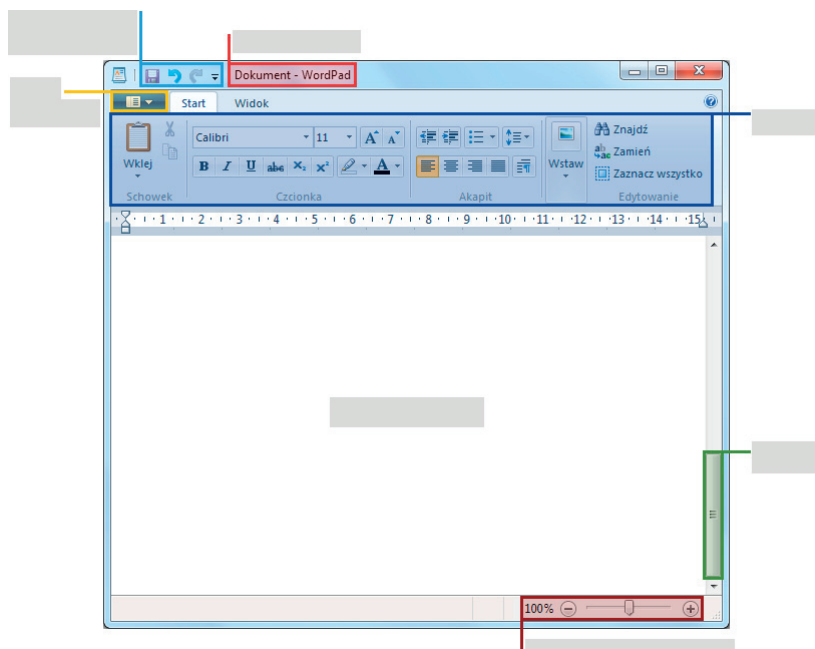 Dokument - WordPad
Start Widok
Calibri 11 A A Znajdź
Zamień
Wklej B I U abc X₂ X² A Wstaw Zaznacz wszystko
Schowek Czcionka Akapit Edytowanie
1 2 3 4 5 6 7 8 9 10 11 12 13 14 15
100%